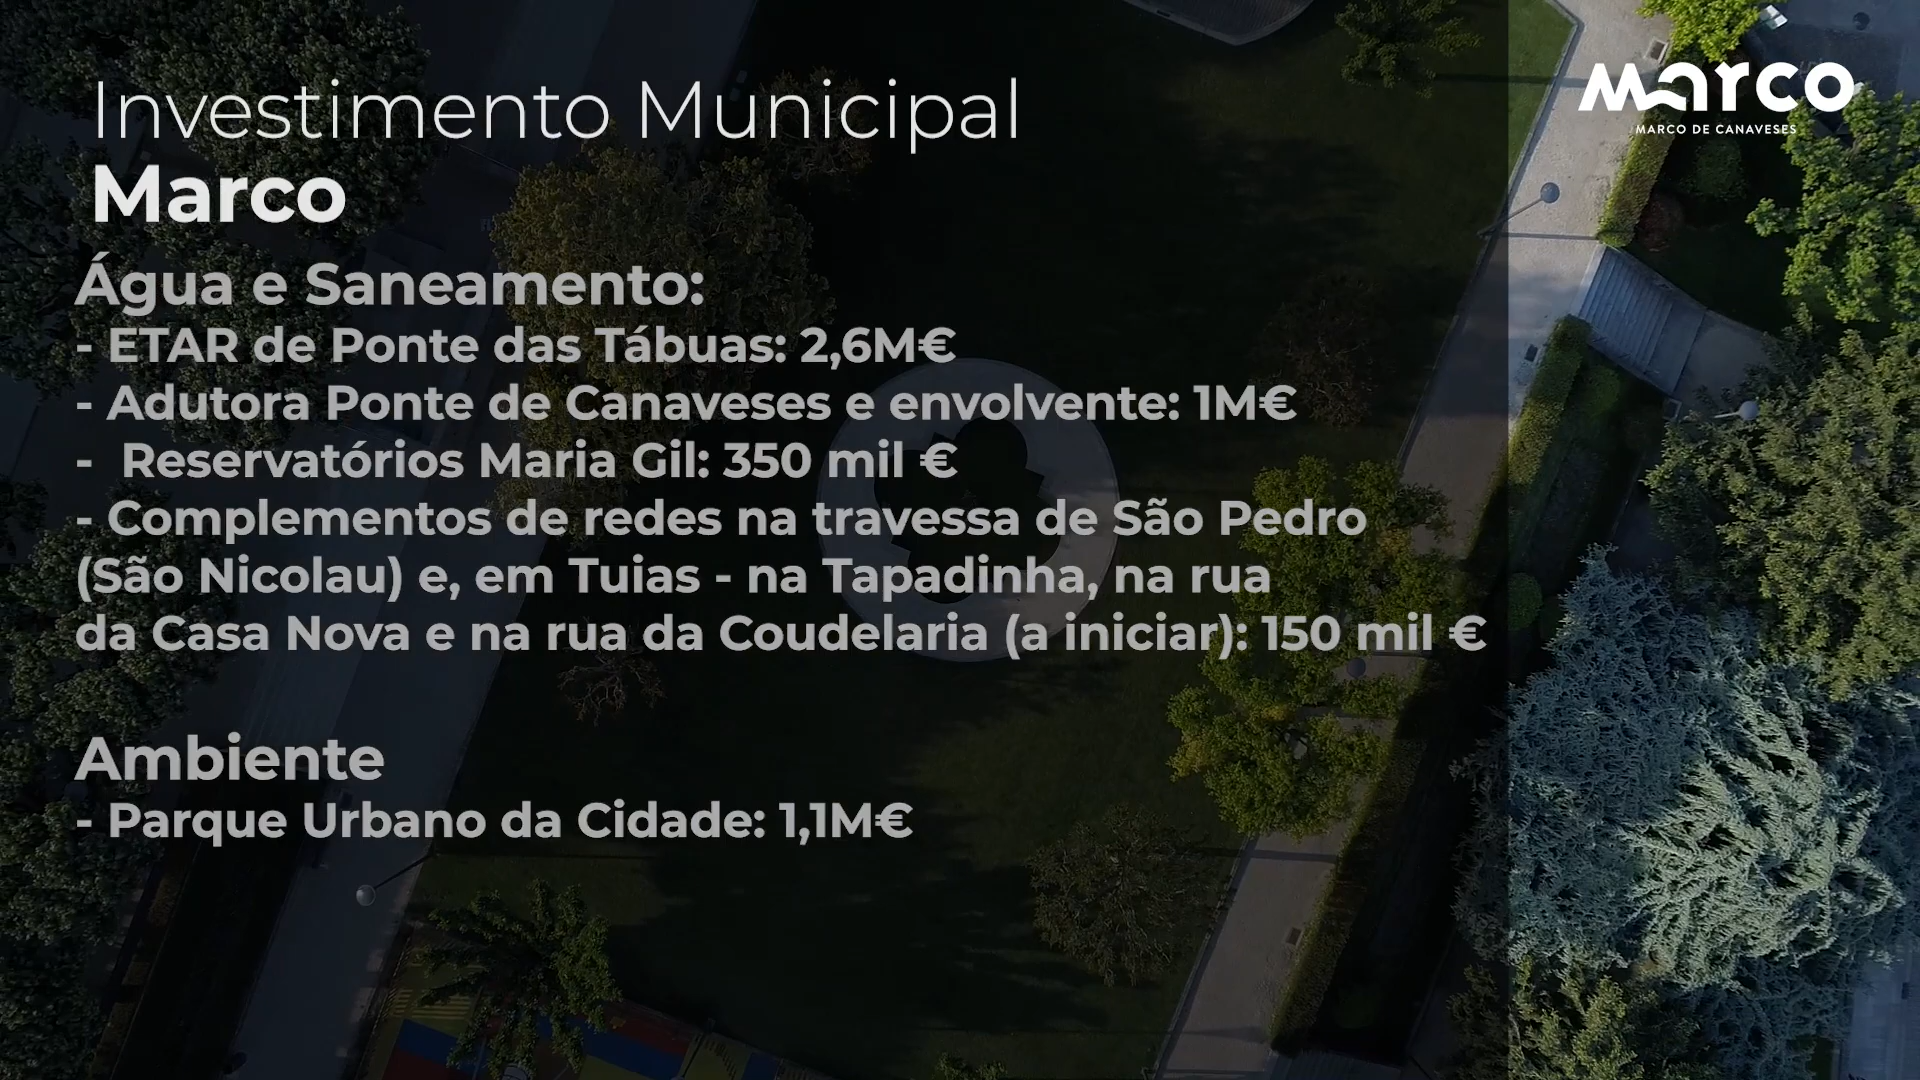 Investimento Municipal
Marco
marco
MARCO DE CANAVESES
Água e Saneamento:
- ETAR de Ponte das Tábuas: 2,6M€
- Adutora Ponte de Canaveses e envolvente: 1M€
-  Reservatórios Maria Gil: 350 mil €
- Complementos de redes na travessa de São Pedro
(São Nicolau) e, em Tuias - na Tapadinha, na rua
da Casa Nova e na rua da Coudelaria (a iniciar): 150 mil €
Ambiente
- Parque Urbano da Cidade: 1,1M€